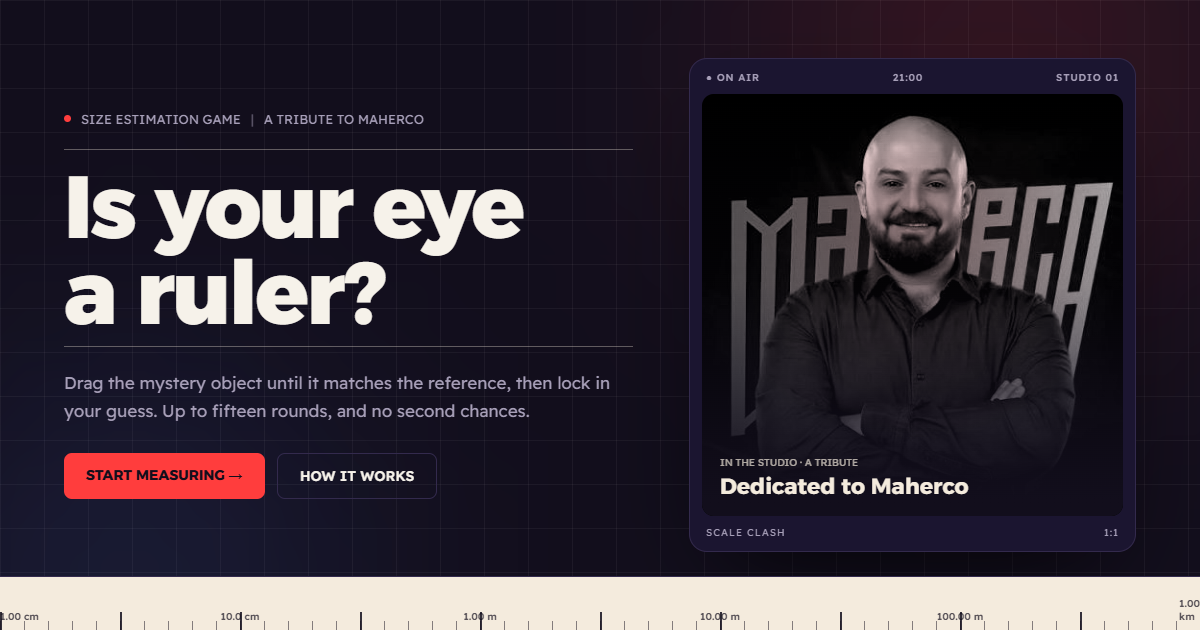 SIZE ESTIMATION GAME | A TRIBUTE TO MAHERCO
Is your eye
a ruler?
Drag the mystery object until it matches the reference, then lock in
your guess. Up to fifteen rounds, and no second chances.
START MEASURING →
HOW IT WORKS
● ON AIR
21:00
STUDIO 01
IN THE STUDIO · A TRIBUTE
Dedicated to Maherco
SCALE CLASH
1:1
1.00 cm
10.0 cm
1.00 m
10.00 m
100.00 m
1.00
km